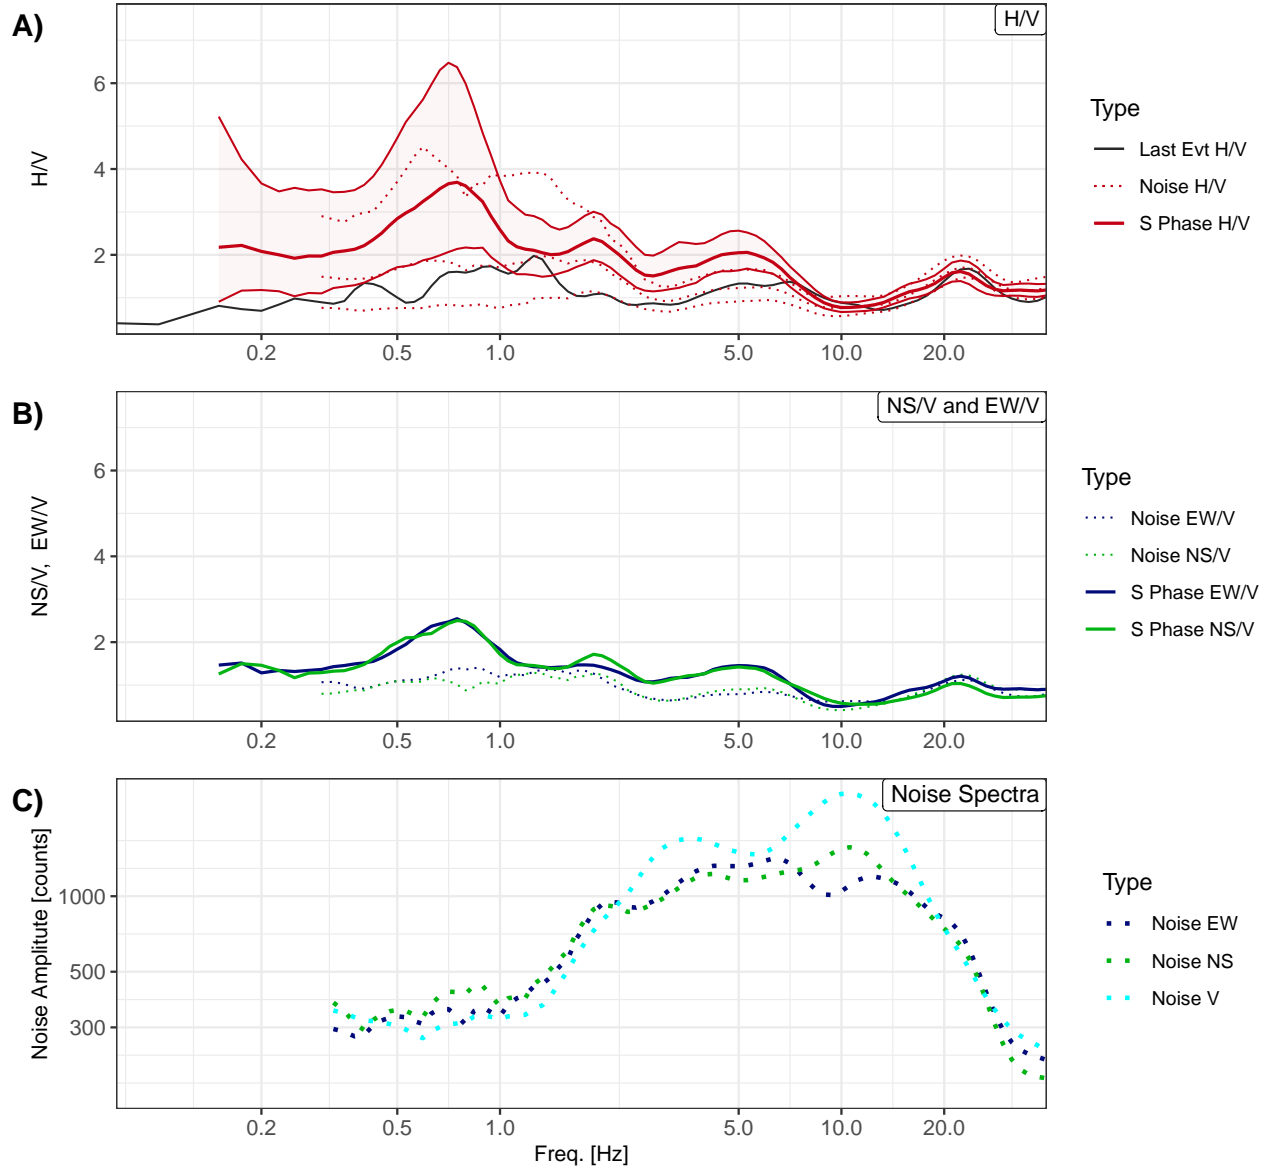 A)
H/V
6
4
2
H/V
0.2 0.5 1.0 5.0 10.0 20.0
Type
Last Evt H/V
Noise H/V
S Phase H/V
B)
NS/V and EW/V
6
4
2
NS/V, EW/V
0.2 0.5 1.0 5.0 10.0 20.0
Type
Noise EW/V
Noise NS/V
S Phase EW/V
S Phase NS/V
C)
Noise Spectra
1000
500
300
Noise Amplitute [counts]
0.2 0.5 1.0 5.0 10.0 20.0
Freq. [Hz]
Type
Noise EW
Noise NS
Noise V